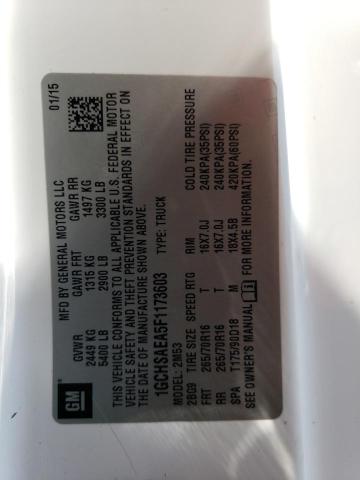 GM
MFD BY GENERAL MOTORS LLC
01/15
GVWR GAWR FRT GAWR RR
2449 KG 1315 KG 1497 KG
5400 LB 2900 LB 3300 LB
THIS VEHICLE CONFORMS TO ALL APPLICABLE U.S. FEDERAL MOTOR
VEHICLE SAFETY AND THEFT PREVENTION STANDARDS IN EFFECT ON
THE DATE OF MANUFACTURE SHOWN ABOVE.
1GCHSAEA5F1173603 TYPE: TRUCK
MODEL: 2M53
2BG9 TIRE SIZE SPEED RTG RIM COLD TIRE PRESSURE
FRT 265/70R16 T 16X7.0J 240KPA(35PSI)
RR 265/70R16 T 16X7.0J 240KPA(35PSI)
SPA T175/90D18 M 18X4.5B 420KPA(60PSI)
SEE OWNER'S MANUAL FOR ADDITIONAL INFORMATION.